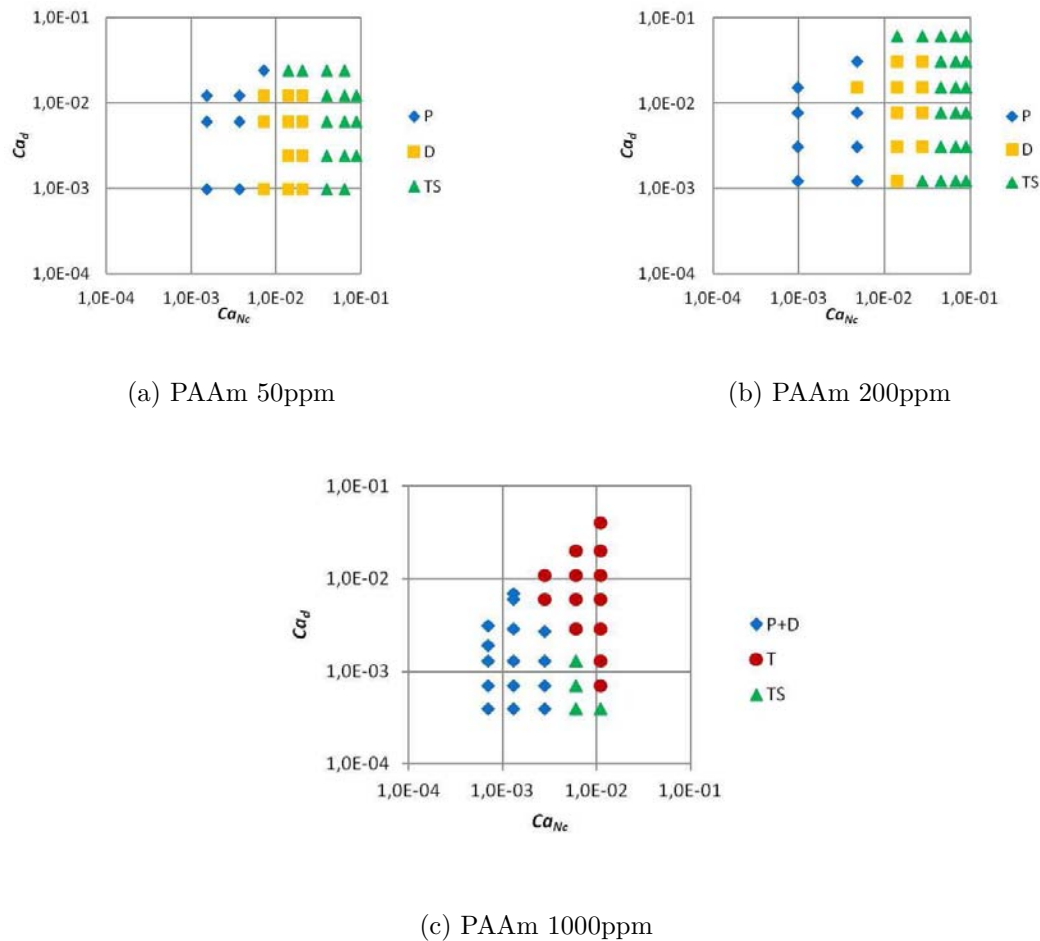 1,0E-01
1,0E-02
1,0E-03
1,0E-04
Ca_d
1,0E-04 1,0E-03 1,0E-02 1,0E-01
Ca_Nc
P
D
TS
(a) PAAm 50ppm
1,0E-01
1,0E-02
1,0E-03
1,0E-04
Ca_d
1,0E-04 1,0E-03 1,0E-02 1,0E-01
Ca_Nc
P
D
TS
(b) PAAm 200ppm
1,0E-01
1,0E-02
1,0E-03
1,0E-04
Ca_d
1,0E-04 1,0E-03 1,0E-02 1,0E-01
Ca_Nc
P+D
T
TS
(c) PAAm 1000ppm